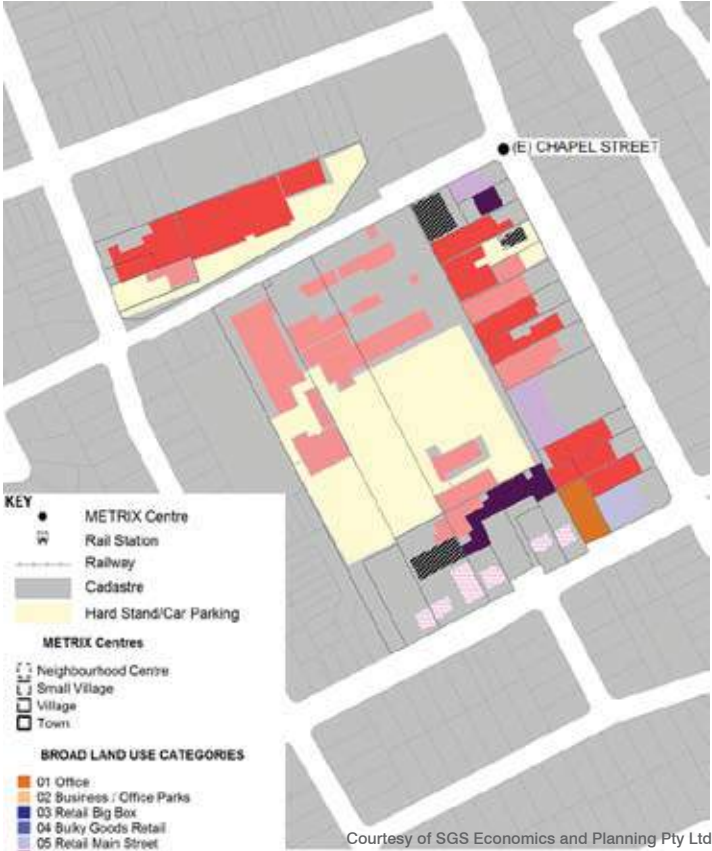 (E) CHAPEL STREET
KEY
METRIX Centre
Rail Station
Railway
Cadastre
Hard Stand/Car Parking
METRIX Centres
Neighbourhood Centre
Small Village
Village
Town
BROAD LAND USE CATEGORIES
01 Office
02 Business / Office Parks
03 Retail Big Box
04 Bulky Goods Retail
05 Retail Main Street
Courtesy of SGS Economics and Planning Pty Ltd